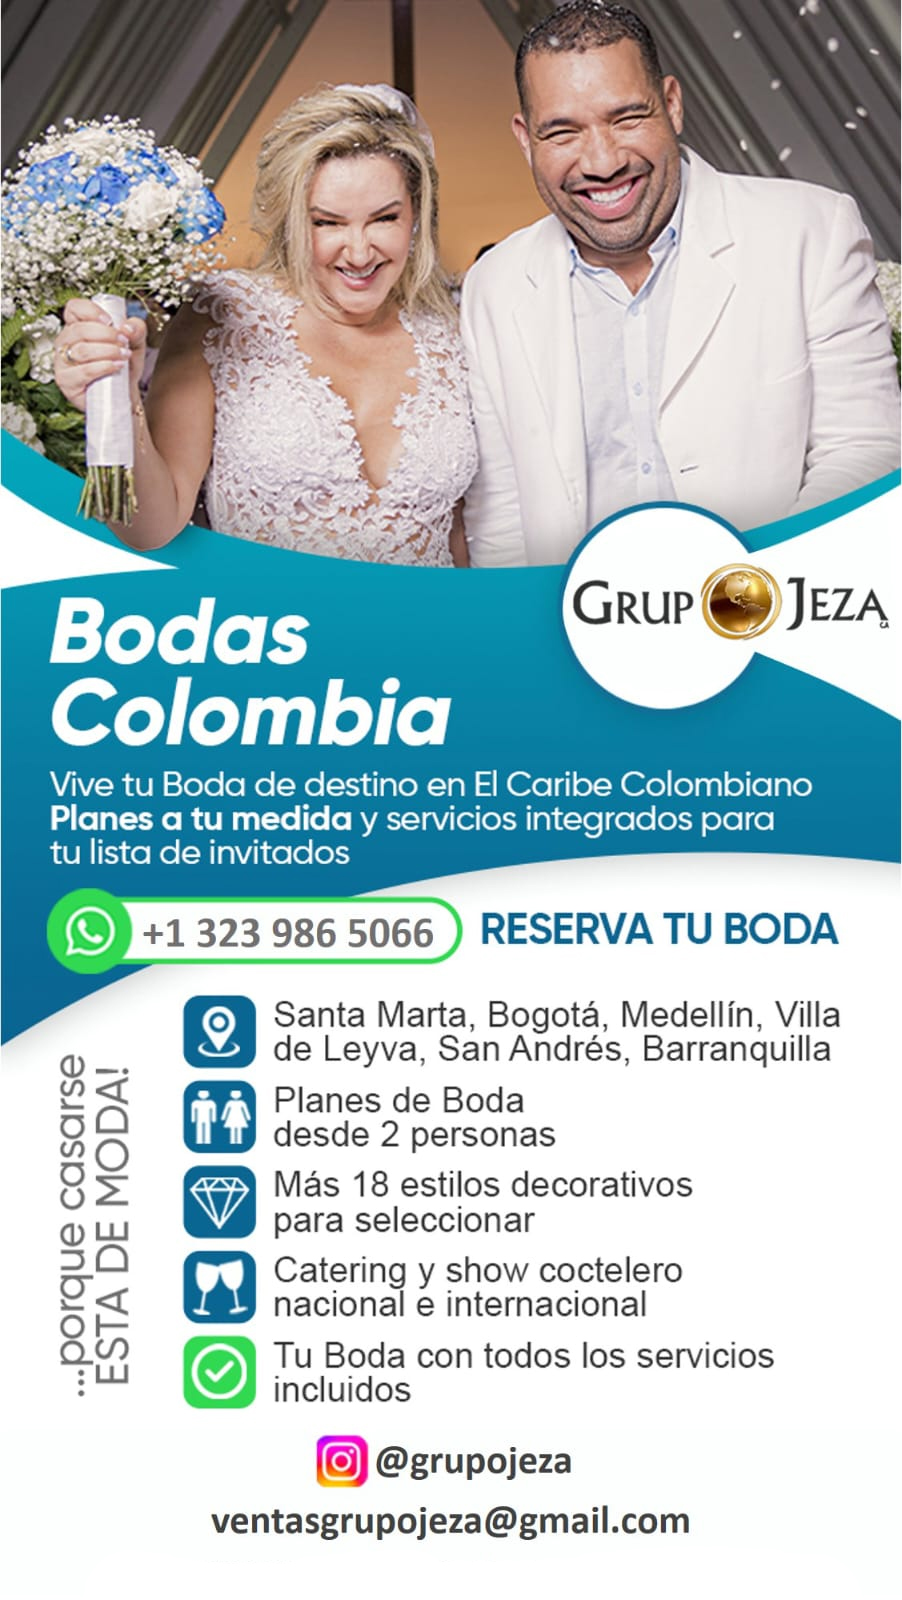 GRUPO JEZA
CA
Bodas
Colombia
Vive tu Boda de destino en El Caribe Colombiano
Planes a tu medida y servicios integrados para
tu lista de invitados
+1 323 986 5066
RESERVA TU BODA
...porque casarse
ESTA DE MODA!
Santa Marta, Bogotá, Medellín, Villa
de Leyva, San Andrés, Barranquilla
Planes de Boda
desde 2 personas
Más 18 estilos decorativos
para seleccionar
Catering y show coctelero
nacional e internacional
Tu Boda con todos los servicios
incluidos
@grupojeza
ventasgrupojeza@gmail.com